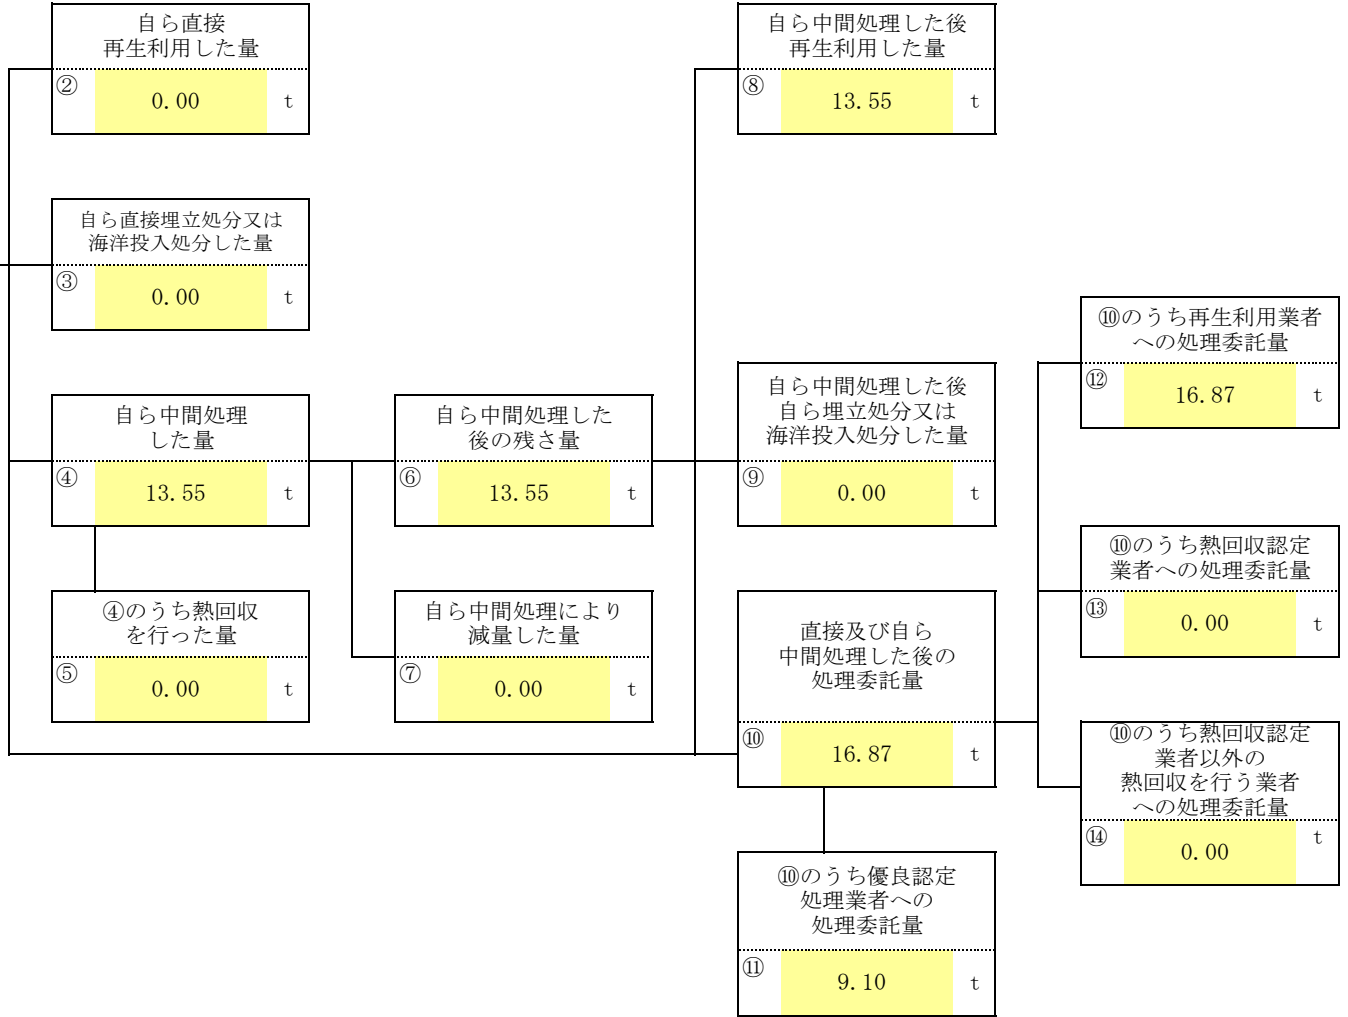 自ら直接
再生利用した量
②
0.00
t
自ら直接埋立処分又は
海洋投入処分した量
③
0.00
t
自ら中間処理
した量
④
13.55
t
④のうち熱回収
を行った量
⑤
0.00
t
自ら中間処理した
後の残さ量
⑥
13.55
t
自ら中間処理により
減量した量
⑦
0.00
t
自ら中間処理した後
再生利用した量
⑧
13.55
t
自ら中間処理した後
自ら埋立処分又は
海洋投入処分した量
⑨
0.00
t
直接及び自ら
中間処理した後の
処理委託量
⑩
16.87
t
⑩のうち優良認定
処理業者への
処理委託量
⑪
9.10
t
⑩のうち再生利用業者
への処理委託量
⑫
16.87
t
⑩のうち熱回収認定
業者への処理委託量
⑬
0.00
t
⑩のうち熱回収認定
業者以外の
熱回収を行う業者
への処理委託量
⑭
0.00
t